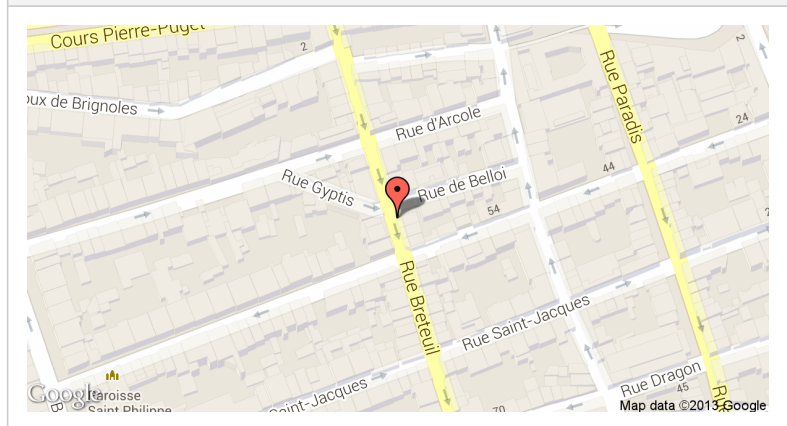 Cours Pierre-Puget
2
oux de Brignoles
Rue d'Arcole
Rue Paradis
2
24
Rue Gyptis
Rue de Belloi
44
54
Rue Breteuil
Rue Saint-Jacques
Saint-Jacques
Rue Dragon
45
70
Paroisse
Saint Philippe
B
Rue
Google
Map data ©2013 Google